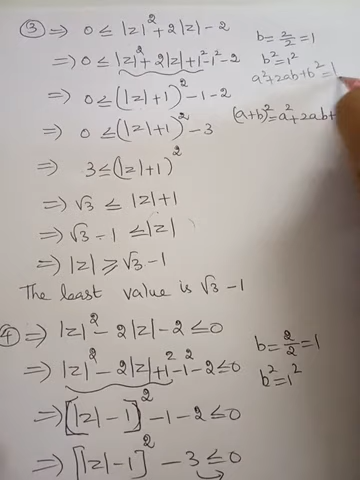 ③ ⇒ 0 ≤ |z|² + 2|z| - 2
b = 2/2 = 1
⇒ 0 ≤ |z|² + 2|z| + 1² - 1² - 2
b² = 1²
a² + 2ab + b² = 1
⇒ 0 ≤ (|z| + 1)² - 1 - 2
(a+b)² = a² + 2ab +
⇒ 0 ≤ (|z| + 1)² - 3
3 ≤ (|z| + 1)²
⇒ √3 ≤ |z| + 1
⇒ √3 - 1 ≤ |z|
⇒ |z| ≥ √3 - 1
The least value is √3 - 1
④ ⇒ |z|² - 2|z| - 2 ≤ 0
b = 2/2 = 1
⇒ |z|² - 2|z| + 1² - 1² - 2 ≤ 0
b² = 1²
⇒ [|z| - 1]² - 1 - 2 ≤ 0
⇒ [|z| - 1]² - 3 ≤ 0